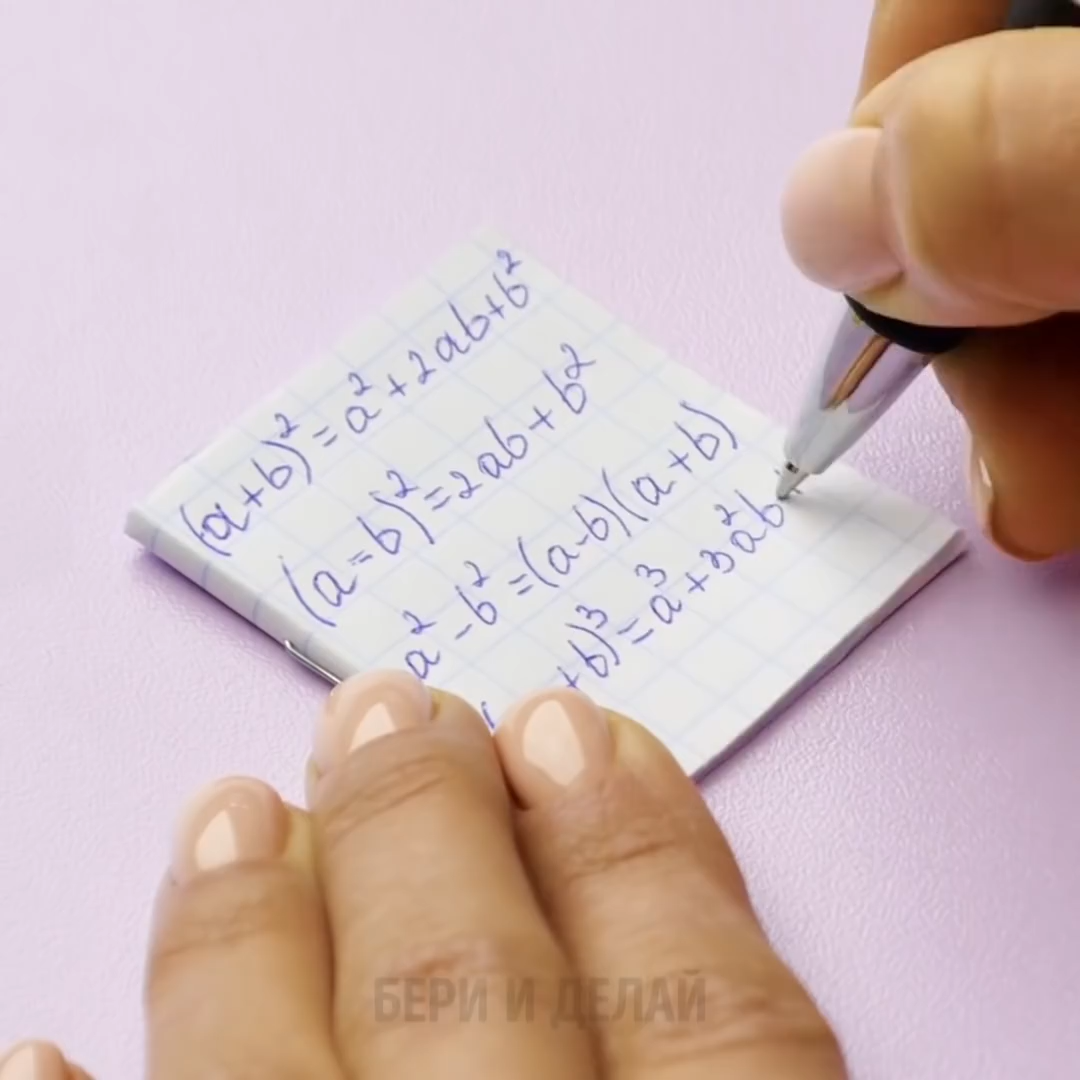 (a+b)²=a²+2ab+b²
(a=b)²=2ab+b²
a²-b²=(a-b)(a+b)
+b)³=a³+3a²b
БЕРИ И ДЕЛАЙ